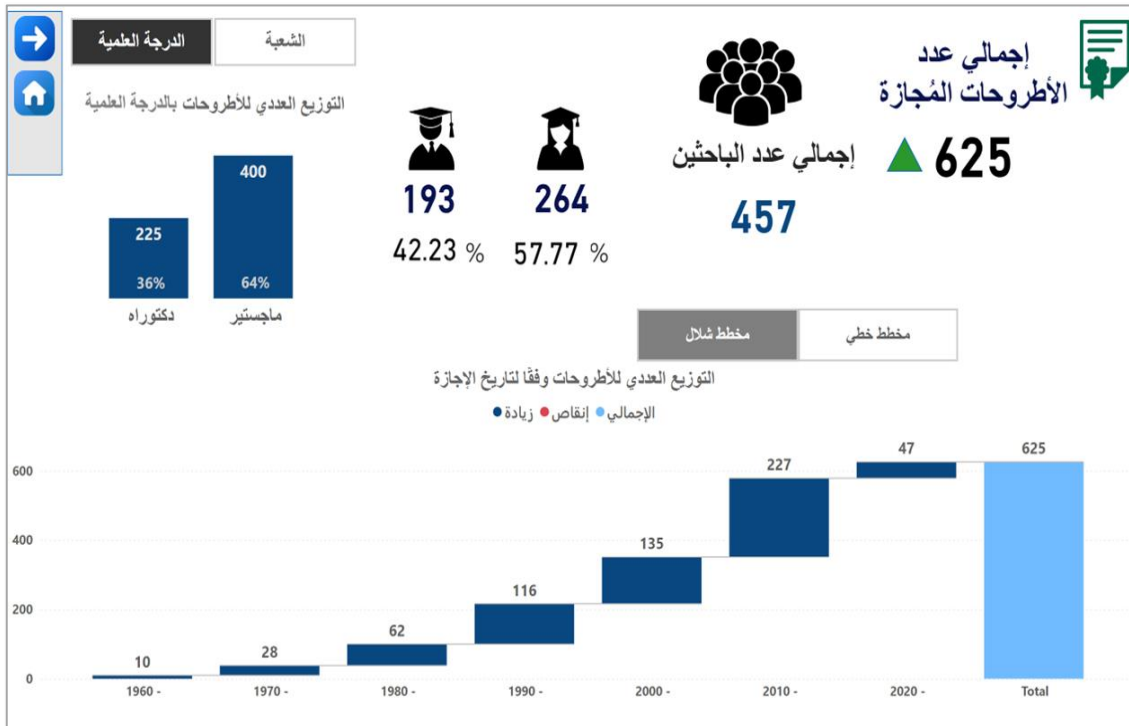 إجمالي عدد
الأطروحات المُجازة
625
إجمالي عدد الباحثين
457
264
57.77 %
193
42.23 %
الشعبة
الدرجة العلمية
التوزيع العددي للأطروحات بالدرجة العلمية
400
64%
ماجستير
225
36%
دكتوراه
مخطط خطي
مخطط شلال
التوزيع العددي للأطروحات وفقًا لتاريخ الإجازة
الإجمالي
إنقاص
زيادة
600
400
200
0
10
28
62
116
135
227
47
625
1960 -
1970 -
1980 -
1990 -
2000 -
2010 -
2020 -
Total